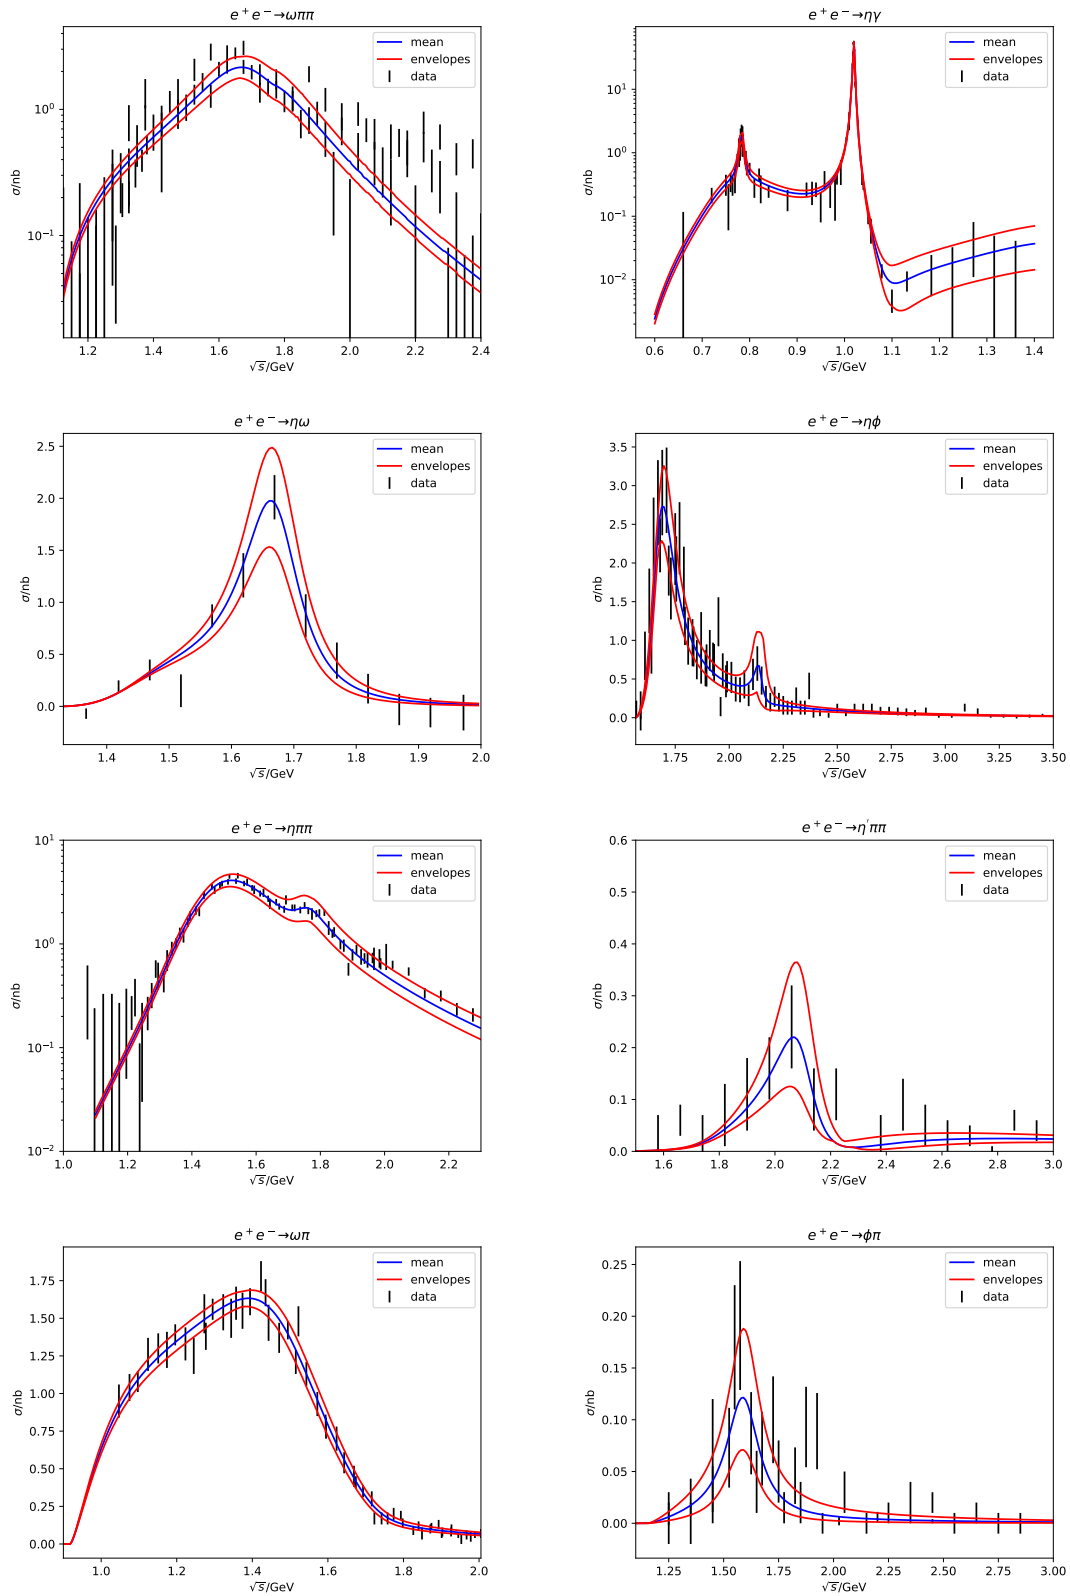 e⁺e⁻→ωππ
σ/nb
10⁰
10⁻¹
mean
envelopes
data
1.2 1.4 1.6 1.8 2.0 2.2 2.4
√s/GeV
e⁺e⁻→ηγ
σ/nb
10¹
10⁰
10⁻¹
10⁻²
mean
envelopes
data
0.6 0.7 0.8 0.9 1.0 1.1 1.2 1.3 1.4
√s/GeV
e⁺e⁻→ηω
σ/nb
2.5
2.0
1.5
1.0
0.5
0.0
mean
envelopes
data
1.4 1.5 1.6 1.7 1.8 1.9 2.0
√s/GeV
e⁺e⁻→ηϕ
σ/nb
3.5
3.0
2.5
2.0
1.5
1.0
0.5
0.0
mean
envelopes
data
1.75 2.00 2.25 2.50 2.75 3.00 3.25 3.50
√s/GeV
e⁺e⁻→ηππ
σ/nb
10¹
10⁰
10⁻¹
10⁻²
mean
envelopes
data
1.0 1.2 1.4 1.6 1.8 2.0 2.2
√s/GeV
e⁺e⁻→η′ππ
σ/nb
0.6
0.5
0.4
0.3
0.2
0.1
0.0
mean
envelopes
data
1.6 1.8 2.0 2.2 2.4 2.6 2.8 3.0
√s/GeV
e⁺e⁻→ωπ
σ/nb
1.75
1.50
1.25
1.00
0.75
0.50
0.25
0.00
mean
envelopes
data
1.0 1.2 1.4 1.6 1.8 2.0
√s/GeV
e⁺e⁻→ϕπ
σ/nb
0.25
0.20
0.15
0.10
0.05
0.00
mean
envelopes
data
1.25 1.50 1.75 2.00 2.25 2.50 2.75 3.00
√s/GeV